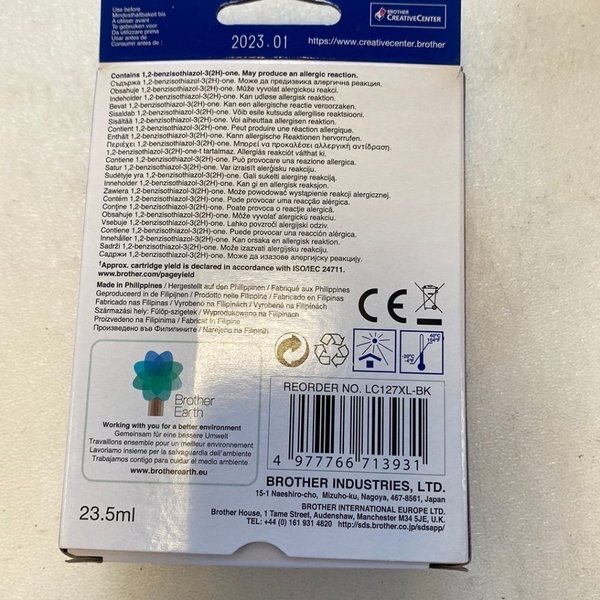 Use before
Mindesthaltbarkeit bis
A utiliser avant
Te gebruiken voor
Da utilizzare prima
Usar antes de
Consumir antes de :
2023.01
BROTHER
CREATIVECENTER
https://www.creativecenter.brother
Contains 1,2-benzisothiazol-3(2H)-one. May produce an allergic reaction.
Съдържа 1,2-benzisothiazol-3(2H)-one. Може да предизвика алергична реакция.
Obsahuje 1,2-benzisothiazol-3(2H)-one. Může vyvolat alergickou reakci.
Indeholder 1,2-benzisothiazol-3(2H)-one. Kan udløse allergisk reaktion.
Bevat 1,2-benzisothiazol-3(2H)-one. Kan een allergische reactie veroorzaken.
Sisaldab 1,2-benzisothiazol-3(2H)-one. Võib esile kutsuda allergilise reaktsiooni.
Sisältää 1,2-benzisothiazol-3(2H)-one. Voi aiheuttaa allergisen reaktion.
Contient 1,2-benzisothiazol-3(2H)-one. Peut produire une réaction allergique.
Enthält 1,2-benzisothiazol-3(2H)-one. Kann allergische Reaktionen hervorrufen.
Περιέχει 1,2-benzisothiazol-3(2H)-one. Μπορεί να προκαλέσει αλλεργική αντίδραση.
1,2-benzisothiazol-3(2H)-one-t tartalmaz. Allergiás reakciót válthat ki.
Contiene 1,2-benzisothiazol-3(2H)-one. Può provocare una reazione allergica.
Satur 1,2-benzisothiazol-3(2H)-one. Var izraisīt alerģisku reakciju.
Sudėtyje yra 1,2-benzisothiazol-3(2H)-one. Gali sukelti alerginę reakciją.
Inneholder 1,2-benzisothiazol-3(2H)-one. Kan gi en allergisk reaksjon.
Zawiera 1,2-benzisothiazol-3(2H)-one. Może powodować wystąpienie reakcji alergicznej.
Contém 1,2-benzisothiazol-3(2H)-one. Pode provocar uma reacção alérgica.
Conţine 1,2-benzisothiazol-3(2H)-one. Poate provoca o reacţie alergică.
Obsahuje 1,2-benzisothiazol-3(2H)-one. Môže vyvolať alergickú reakciu.
Vsebuje 1,2-benzisothiazol-3(2H)-one. Lahko povzroči alergijski odziv.
Contiene 1,2-benzisothiazol-3(2H)-one. Puede provocar una reacción alérgica.
Innehåller 1,2-benzisothiazol-3(2H)-one. Kan orsaka en allergisk reaktion.
Sadrži 1,2-benzisothiazol-3(2H)-one. Može izazvati alergijsku reakciju.
Садржи 1,2-benzisothiazol-3(2H)-one. Може да изазове алергијску реакцију.
†Approx. cartridge yield is declared in accordance with ISO/IEC 24711.
www.brother.com/pageyield
Made in Philippines / Hergestellt auf den Philippinen / Fabriqué aux Philippines
Geproduceerd in de Filipijnen / Prodotto nelle Filippine / Fabricado en Filipinas
Fabricado nas Filipinas / Vyrobeno na Filipínách / Vyrobené na Filipínach
Származási hely: Fülöp-szigetek / Wyprodukowano na Filipinach
Proizvedeno na Filipinima / Fabricat în Filipine
Произведено във Филипините / Narejeno na Filipinih
CE
40°C
104°F
-20°C
-4°F
Brother
Earth
Working with you for a better environment
Gemeinsam für eine bessere Umwelt
Travaillons ensemble pour un meilleur environnement
Lavoriamo insieme per la salvaguardia dell'ambiente
Trabajamos contigo para cuidar el medio ambiente
www.brotherearth.eu
REORDER NO. LC127XL-BK
4 977766 713931
BROTHER INDUSTRIES, LTD.
15-1 Naeshiro-cho, Mizuho-ku, Nagoya, 467-8561, Japan
BROTHER INTERNATIONAL EUROPE LTD.
Brother House, 1 Tame Street, Audenshaw, Manchester M34 5JE, U.K.
TEL: +44 (0) 161 931 4820 http://sds.brother.co.jp/sdsapp/
23.5ml